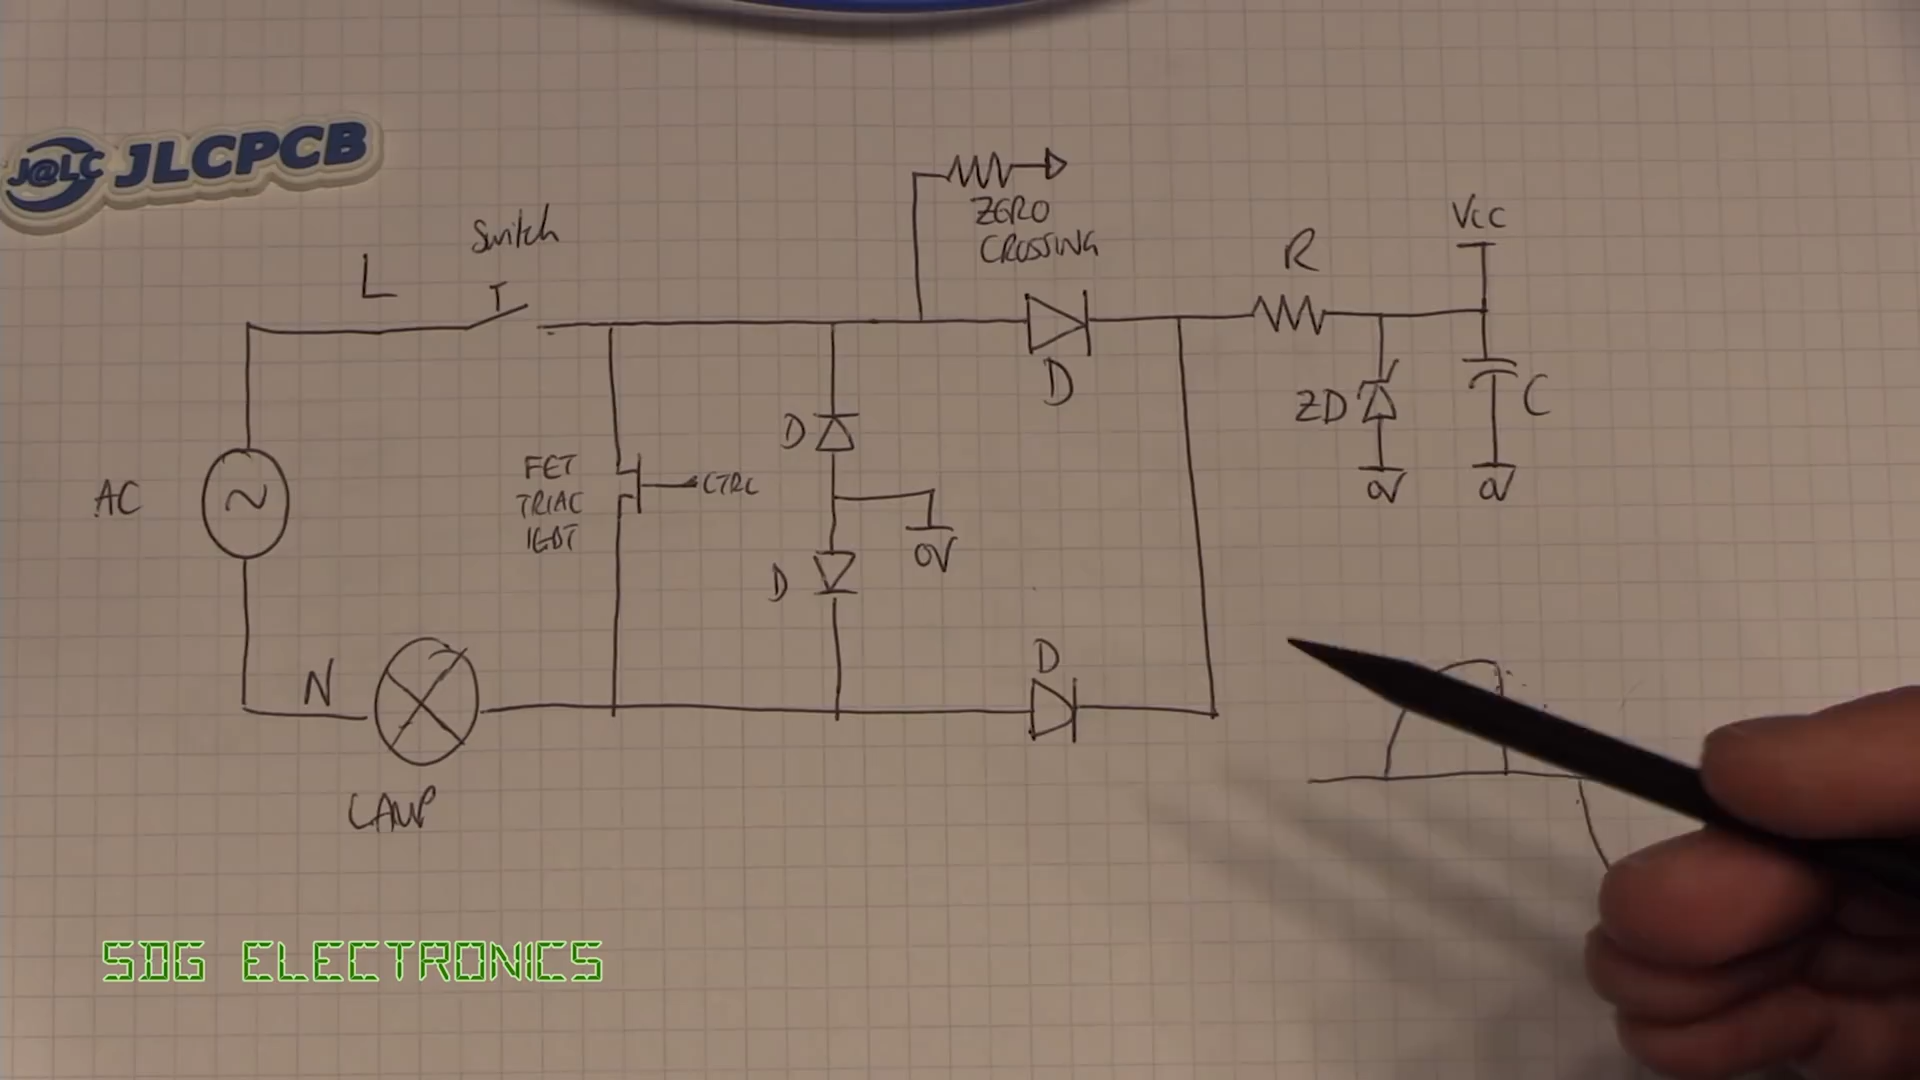 J@LC JLCPCB
Switch
L
ZERO
CROSSING
VCC
R
D
ZD
C
0V
0V
AC
FET
TRIAC
IGBT
CTRL
D
0V
D
N
D
LAMP
SDG ELECTRONICS